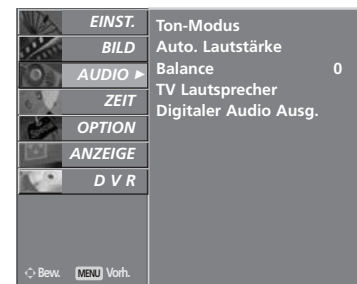 EINST.
BILD
AUDIO ►
ZEIT
OPTION
ANZEIGE
D V R
Bew. MENU Vorh.
Ton-Modus
Auto. Lautstärke
Balance 0
TV Lautsprecher
Digitaler Audio Ausg.